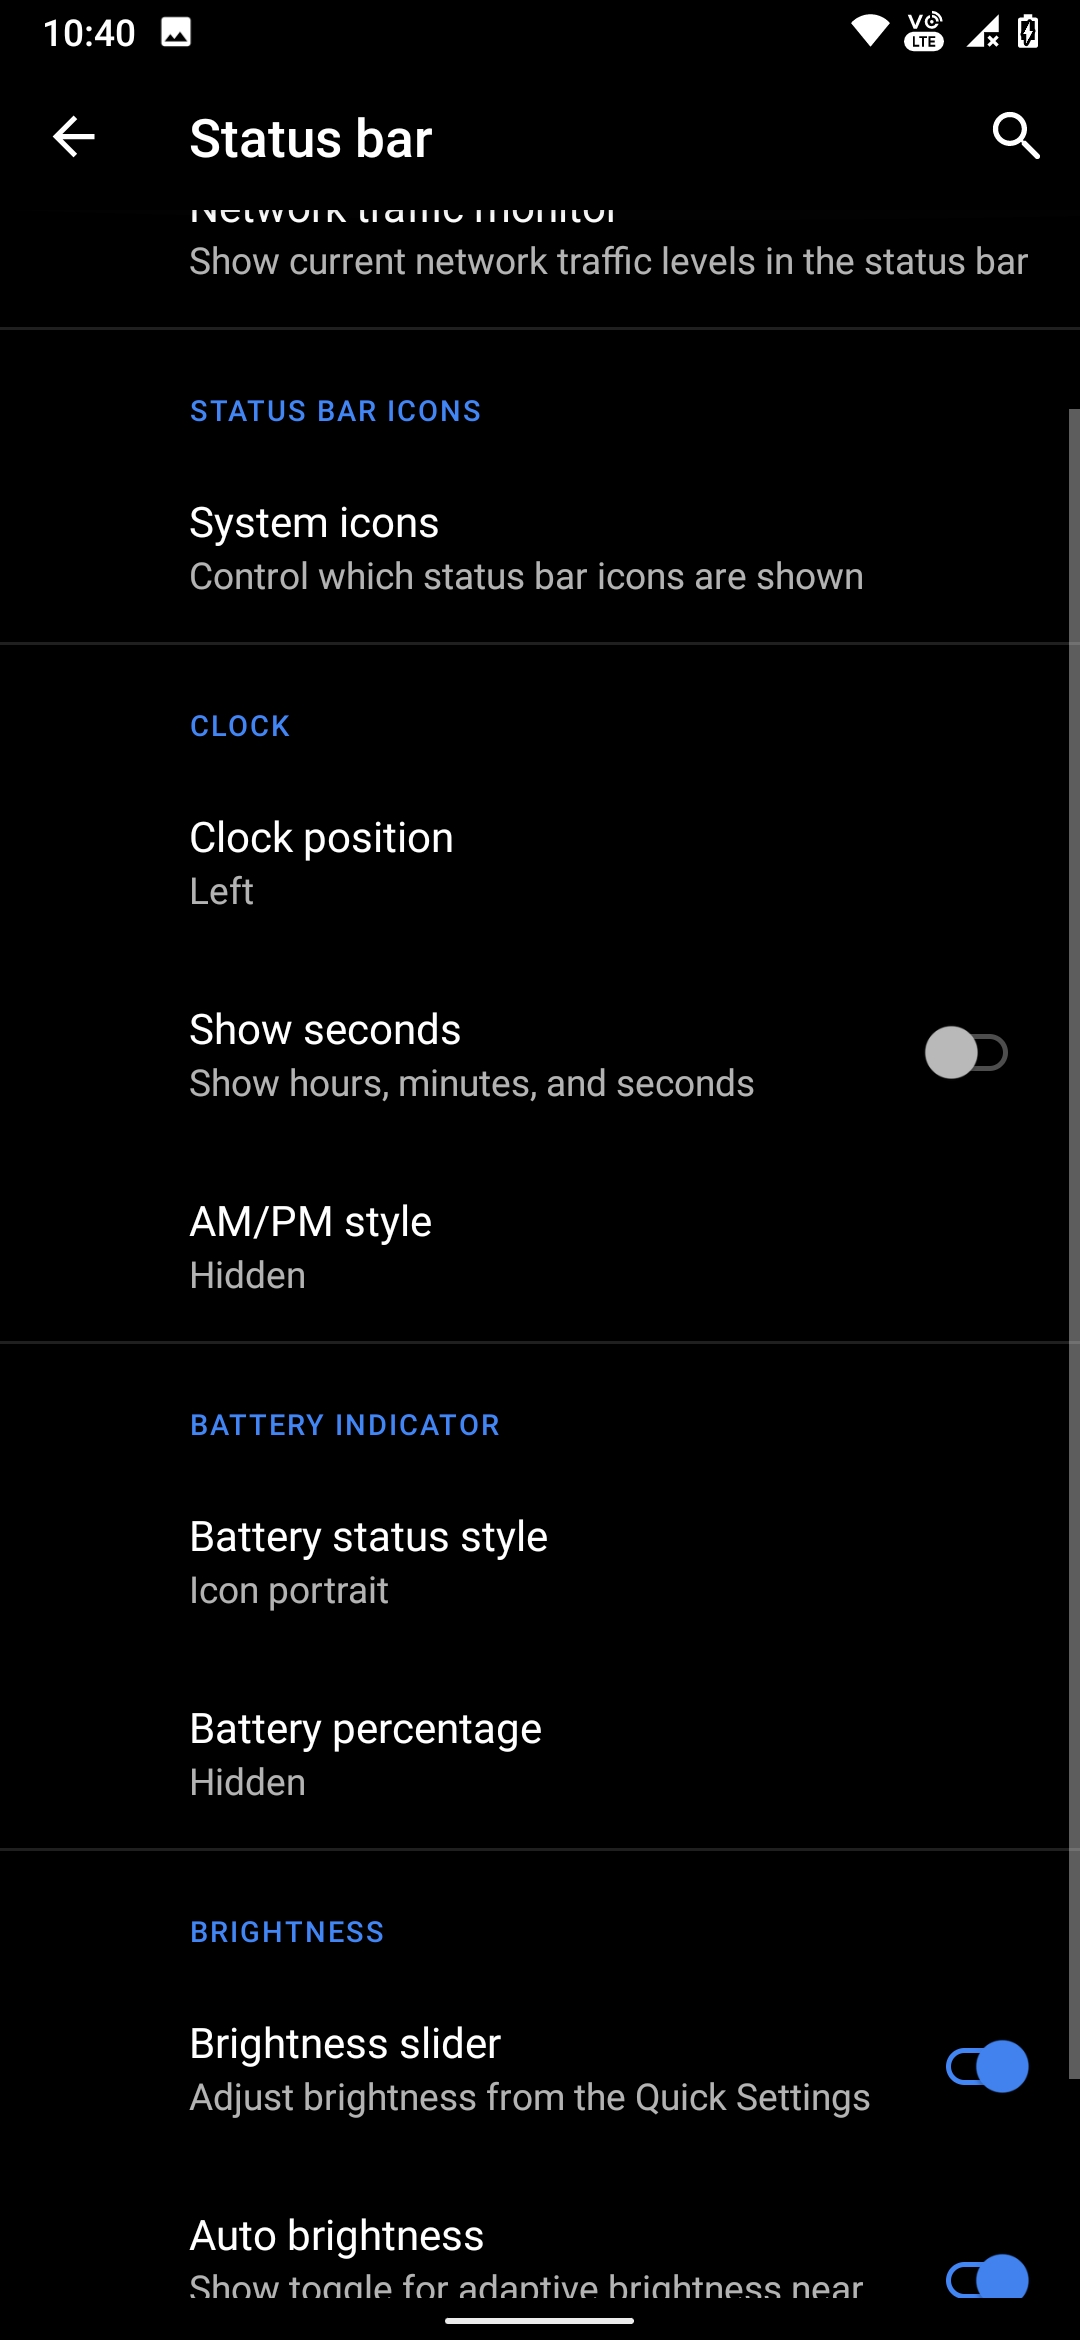 10:40
VO
LTE
Status bar
Network traffic monitor
Show current network traffic levels in the status bar
STATUS BAR ICONS
System icons
Control which status bar icons are shown
CLOCK
Clock position
Left
Show seconds
Show hours, minutes, and seconds
AM/PM style
Hidden
BATTERY INDICATOR
Battery status style
Icon portrait
Battery percentage
Hidden
BRIGHTNESS
Brightness slider
Adjust brightness from the Quick Settings
Auto brightness
Show toggle for adaptive brightness near